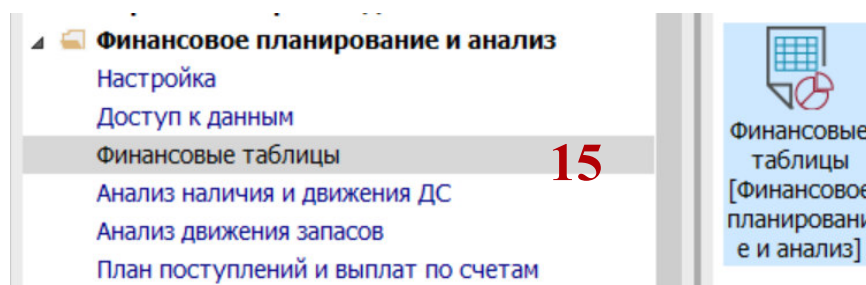 Финансовое планирование и анализ
Настройка
Доступ к данным
Финансовые таблицы
15
Анализ наличия и движения ДС
Анализ движения запасов
План поступлений и выплат по счетам
Финансовые
таблицы
[Финансовое
планировани
е и анализ]